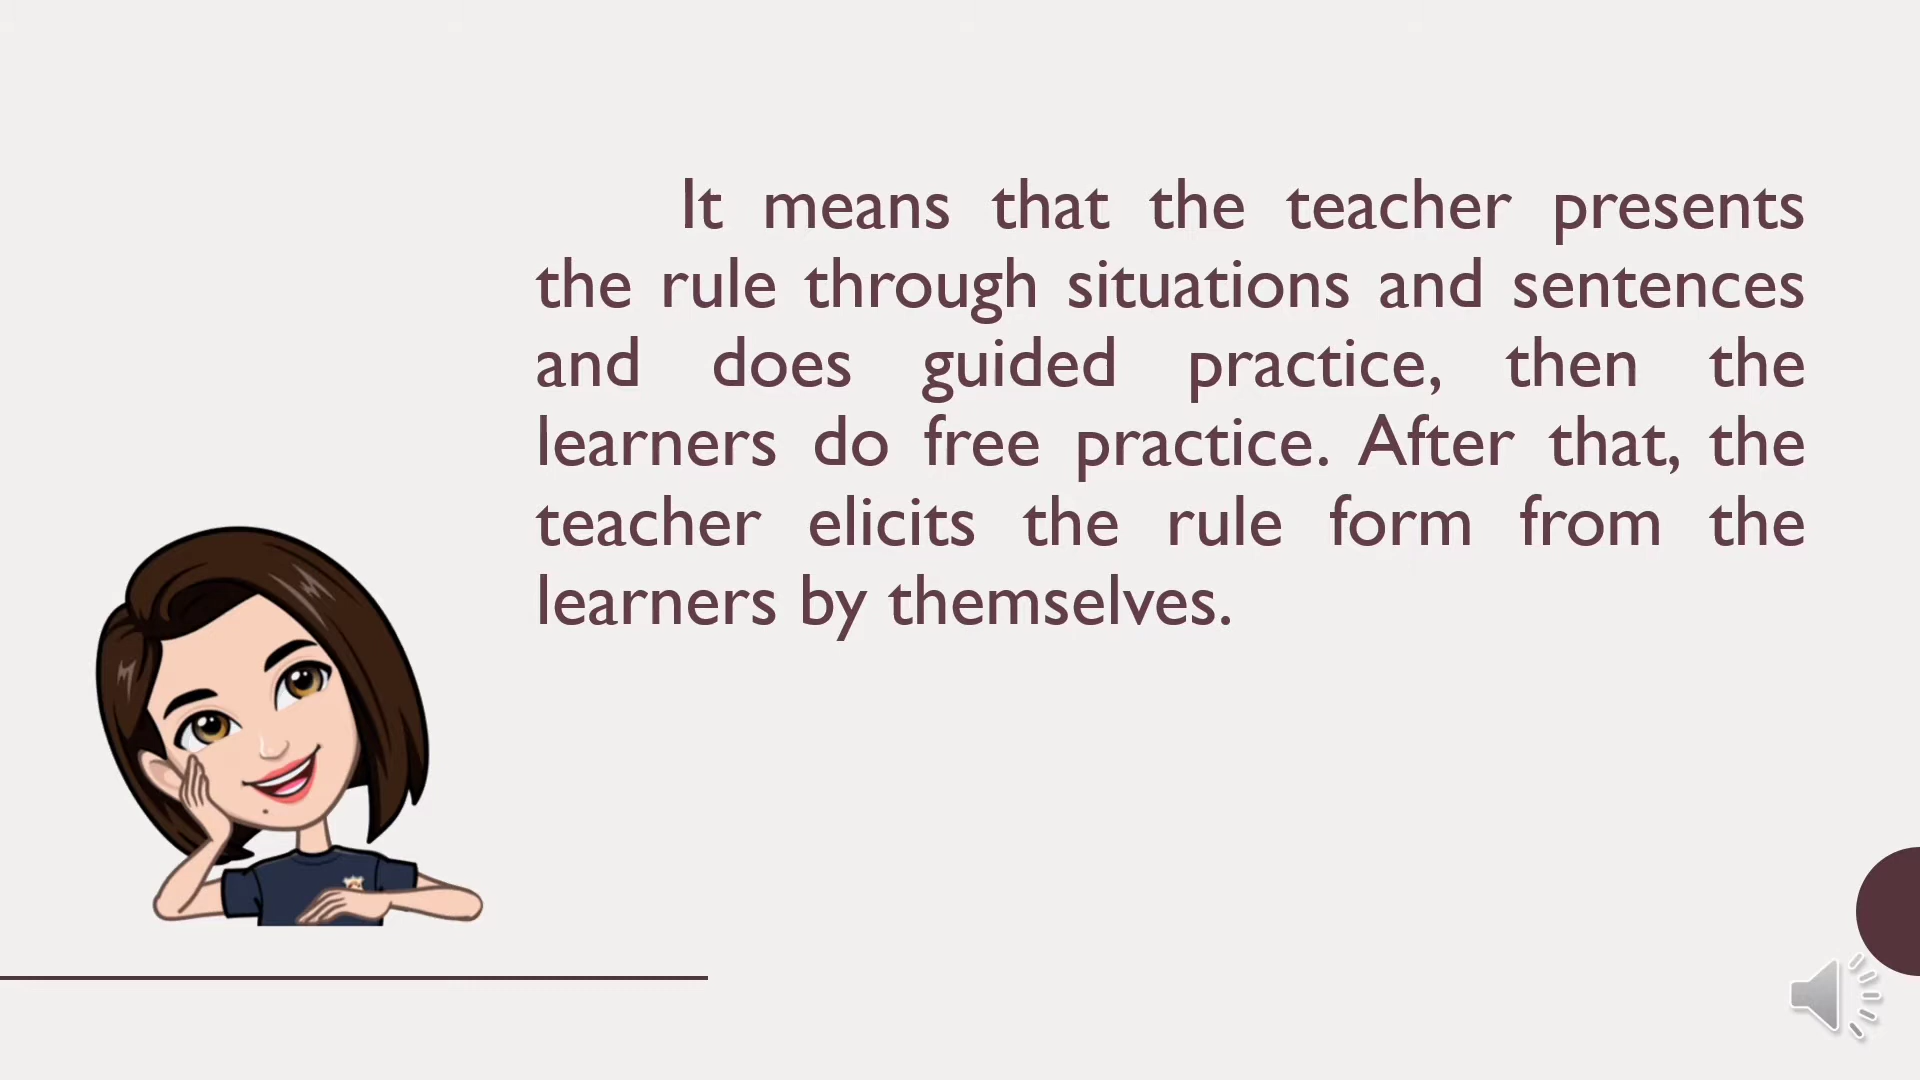 It means that the teacher presents
the rule through situations and sentences
and does guided practice, then the
learners do free practice. After that, the
teacher elicits the rule form from the
learners by themselves.